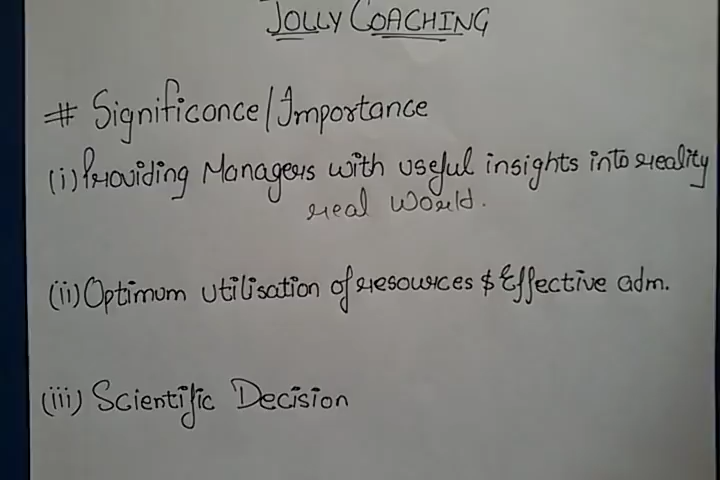 JOLLY COACHING
# Significance/Importance
(i) Providing Managers with useful insights into reality
real world.
(ii) Optimum utilisation of resources & Effective adm.
(iii) Scientific Decision